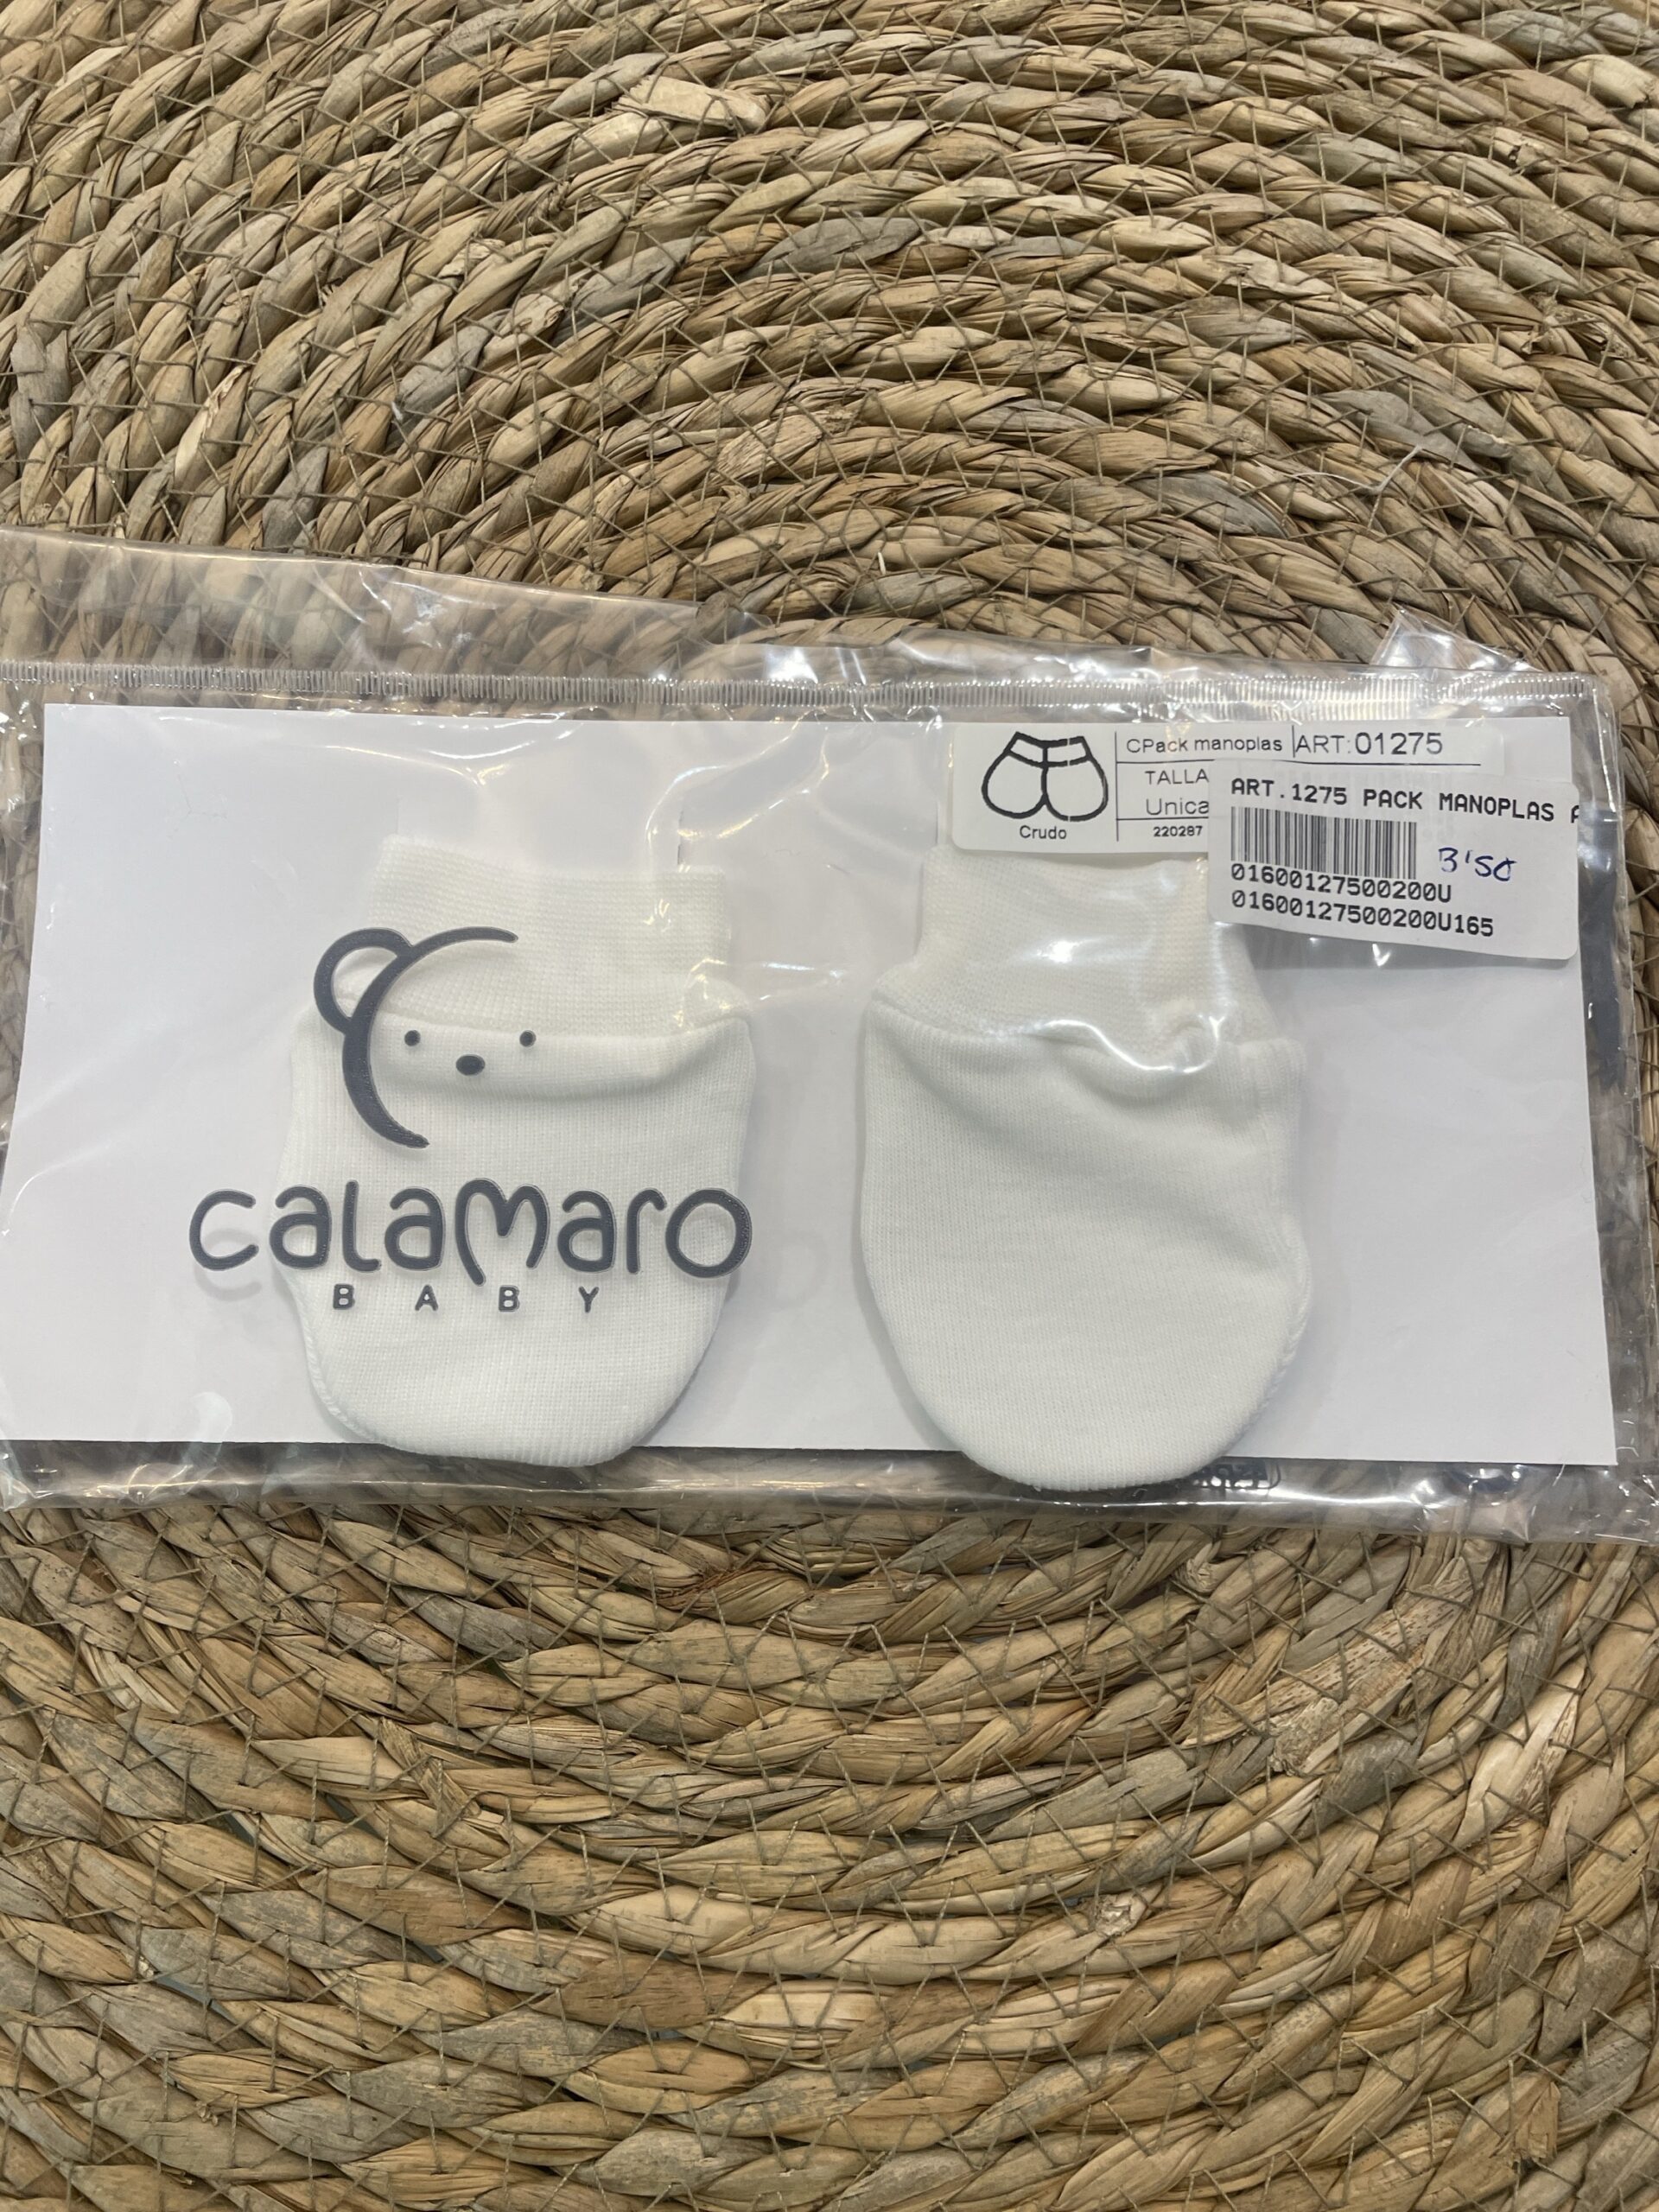 CPack manoplas ART:01275
TALLA
Unica
Crudo
220287
ART.1275 PACK MANOPLAS
3'50
01600127500200U
01600127500200U165
calamaro
BABY